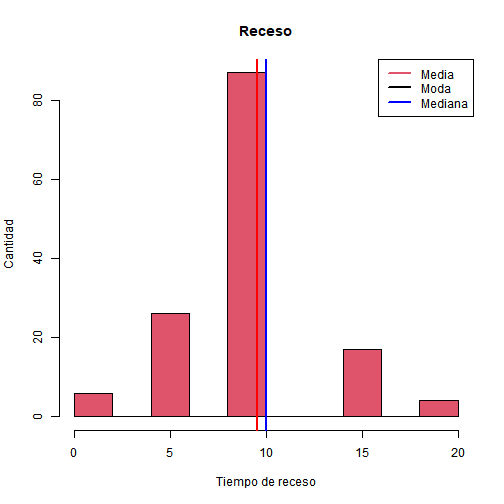 Receso
Media
Moda
Mediana
Cantidad
0
20
40
60
80
0 5 10 15 20
Tiempo de receso